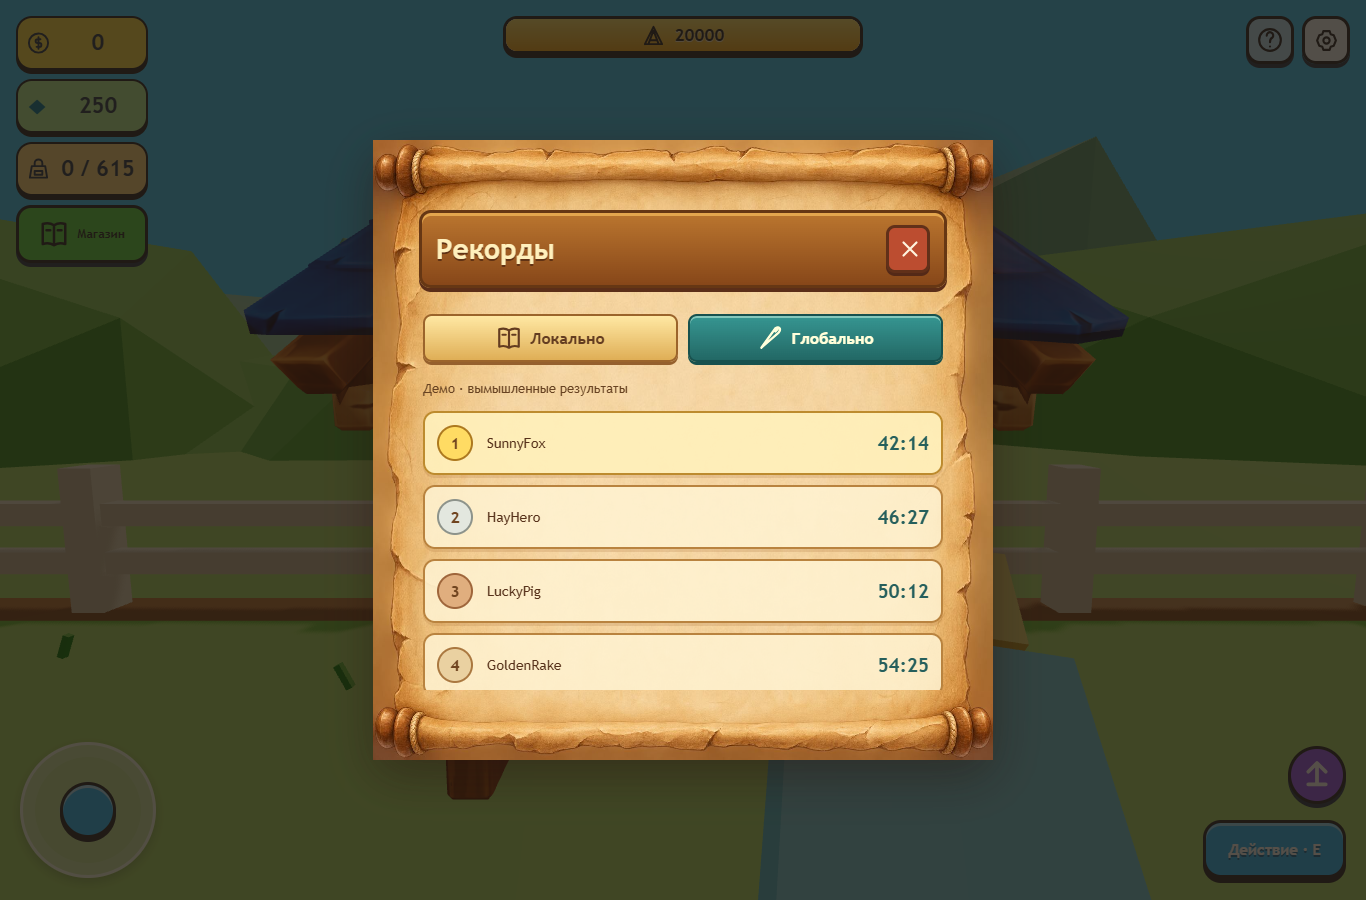 0
20000
250
0 / 615
Магазин
Рекорды
Локально
Глобально
Демо · вымышленные результаты
1 SunnyFox 42:14
2 HayHero 46:27
3 LuckyPig 50:12
4 GoldenRake 54:25
Действие · E